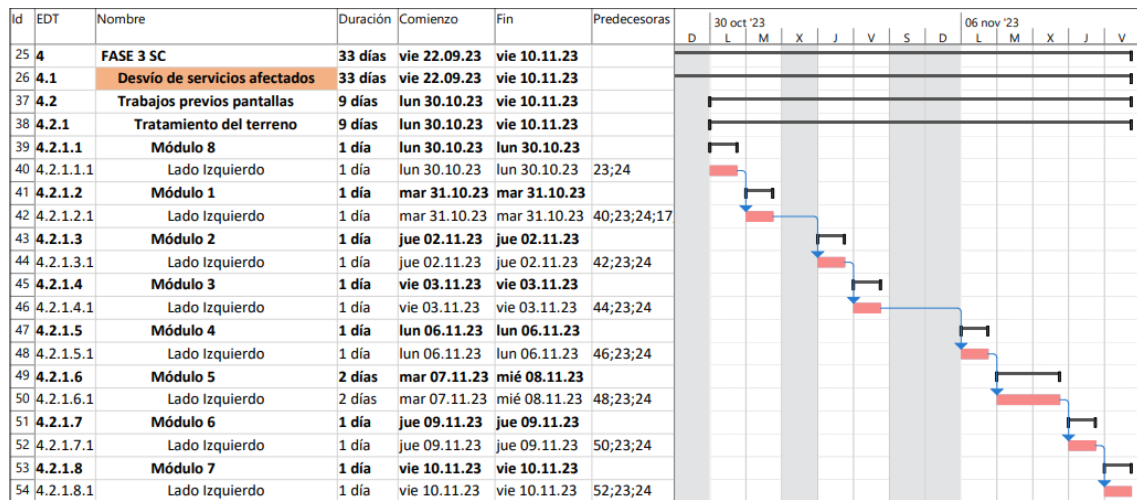 Id EDT Nombre Duración Comienzo Fin Predecesoras 30 oct '23 06 nov '23
D L M X J V S D L M X J V
25 4 FASE 3 SC 33 días vie 22.09.23 vie 10.11.23
26 4.1 Desvío de servicios afectados 33 días vie 22.09.23 vie 10.11.23
37 4.2 Trabajos previos pantallas 9 días lun 30.10.23 vie 10.11.23
38 4.2.1 Tratamiento del terreno 9 días lun 30.10.23 vie 10.11.23
39 4.2.1.1 Módulo 8 1 día lun 30.10.23 lun 30.10.23
40 4.2.1.1.1 Lado Izquierdo 1 día lun 30.10.23 lun 30.10.23 23;24
41 4.2.1.2 Módulo 1 1 día mar 31.10.23 mar 31.10.23
42 4.2.1.2.1 Lado Izquierdo 1 día mar 31.10.23 mar 31.10.23 40;23;24;17
43 4.2.1.3 Módulo 2 1 día jue 02.11.23 jue 02.11.23
44 4.2.1.3.1 Lado Izquierdo 1 día jue 02.11.23 jue 02.11.23 42;23;24
45 4.2.1.4 Módulo 3 1 día vie 03.11.23 vie 03.11.23
46 4.2.1.4.1 Lado Izquierdo 1 día vie 03.11.23 vie 03.11.23 44;23;24
47 4.2.1.5 Módulo 4 1 día lun 06.11.23 lun 06.11.23
48 4.2.1.5.1 Lado Izquierdo 1 día lun 06.11.23 lun 06.11.23 46;23;24
49 4.2.1.6 Módulo 5 2 días mar 07.11.23 mié 08.11.23
50 4.2.1.6.1 Lado Izquierdo 2 días mar 07.11.23 mié 08.11.23 48;23;24
51 4.2.1.7 Módulo 6 1 día jue 09.11.23 jue 09.11.23
52 4.2.1.7.1 Lado Izquierdo 1 día jue 09.11.23 jue 09.11.23 50;23;24
53 4.2.1.8 Módulo 7 1 día vie 10.11.23 vie 10.11.23
54 4.2.1.8.1 Lado Izquierdo 1 día vie 10.11.23 vie 10.11.23 52;23;24